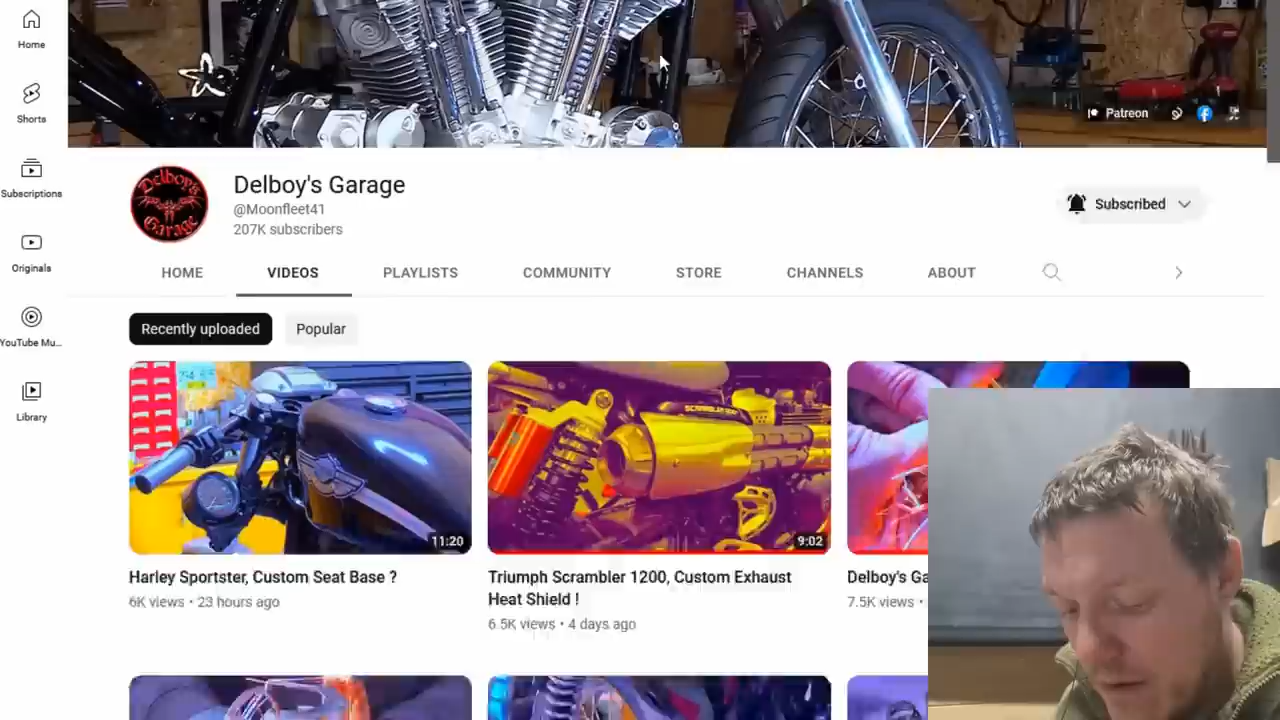 Home
Shorts
Subscriptions
Originals
YouTube Mu...
Library
Patreon
Delboys
Garage
Delboy's Garage
@Moonfleet41
207K subscribers
Subscribed
HOME
VIDEOS
PLAYLISTS
COMMUNITY
STORE
CHANNELS
ABOUT
Recently uploaded
Popular
11:20
9:02
Harley Sportster, Custom Seat Base ?
6K views • 23 hours ago
Triumph Scrambler 1200, Custom Exhaust
Heat Shield !
6.5K views • 4 days ago
Delboy's Ga
7.5K views •